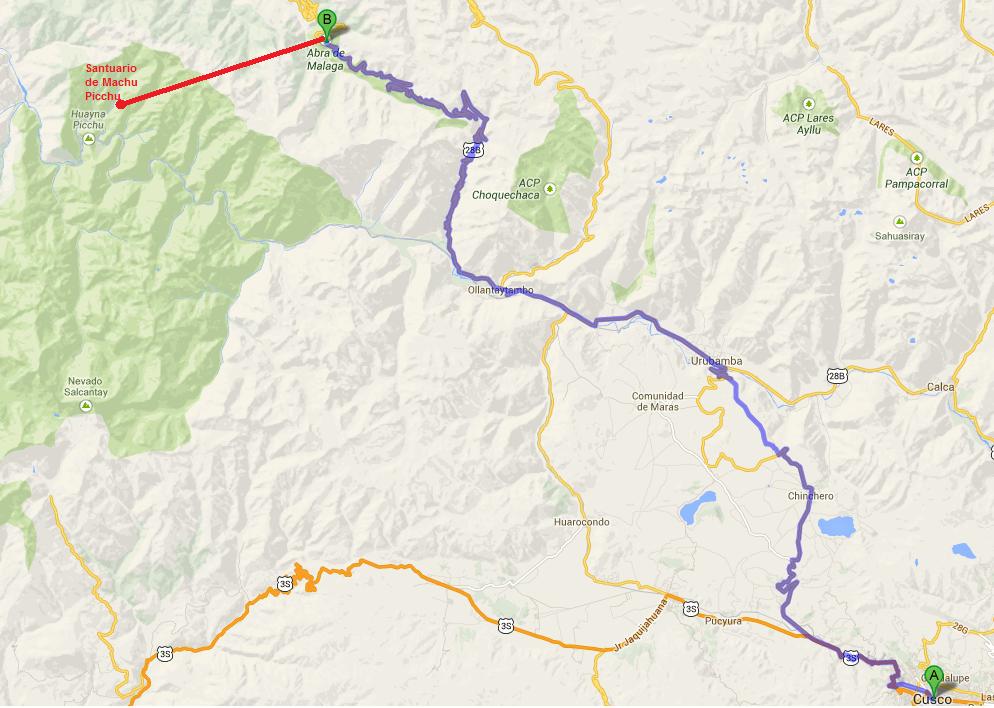 B
Abra de
Malaga
Santuario
de Machu
Picchu
Huayna
Picchu
28B
ACP
Choquechaca
ACP Lares
Ayllu
LARES
ACP
Pampacorral
LARES
Sahuasiray
Ollantaytambo
Urubamba
28B
Calca
Nevado
Salcantay
Comunidad
de Maras
Chinchero
Huarocondo
3S
3S
3S
Jr Jaquijahuana
Pucyura
3S
3S
28G
A
Cusco